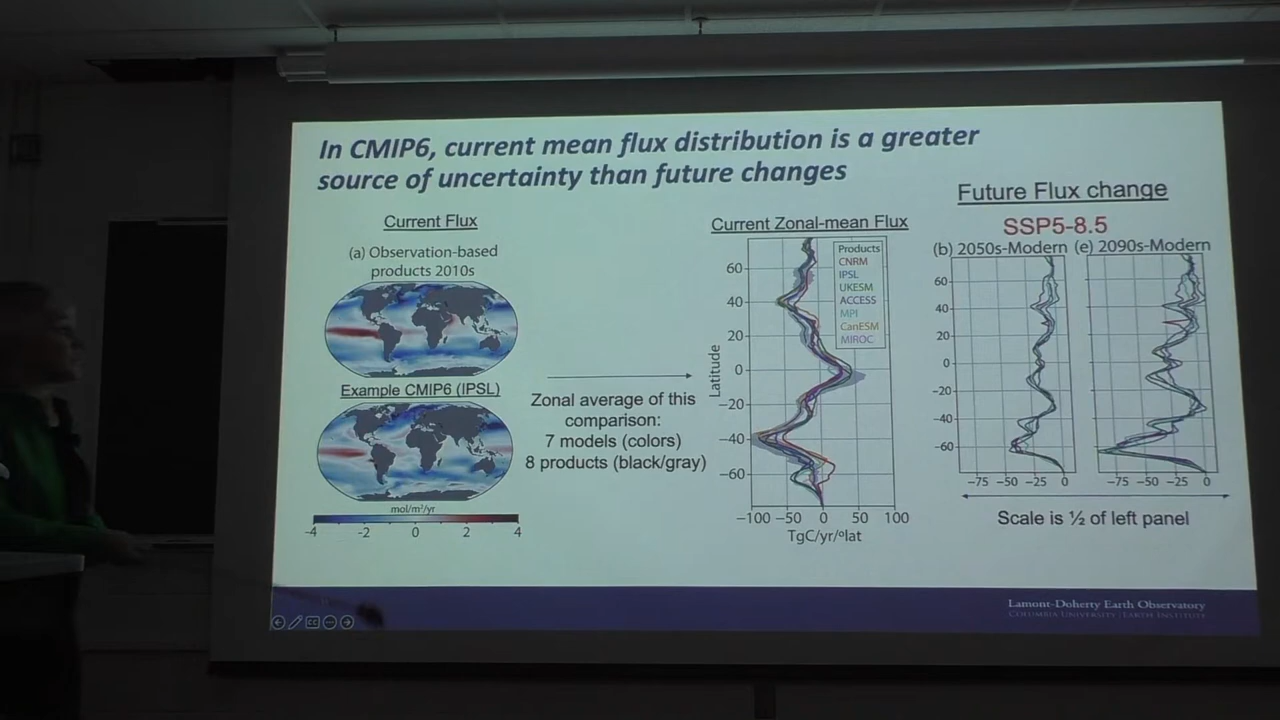 In CMIP6, current mean flux distribution is a greater
source of uncertainty than future changes
Current Flux
(a) Observation-based
products 2010s
Example CMIP6 (IPSL)
mol/m²/yr
-4 -2 0 2 4
Zonal average of this
comparison:
7 models (colors)
8 products (black/gray)
Current Zonal-mean Flux
Latitude
60
40
20
0
−20
−40
−60
Products
CNRM
IPSL
UKESM
ACCESS
MPI
CanESM
MIROC
−100 −50 0 50 100
TgC/yr/ºlat
Future Flux change
SSP5-8.5
(b) 2050s-Modern (e) 2090s-Modern
60
40
20
0
−20
−40
−60
−75 −50 −25 0 −75 −50 −25 0
Scale is ½ of left panel
Lamont-Doherty Earth Observatory
Columbia University | Earth Institute
CC